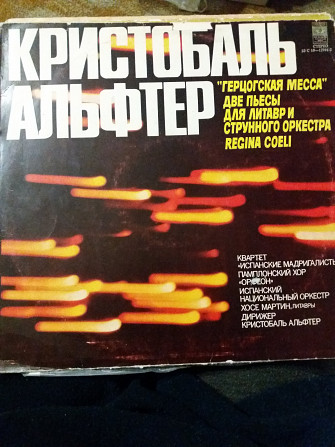 КРИСТОБАЛЬ
АЛЬФТЕР
"ГЕРЦОГСКАЯ МЕССА"
ДВЕ ПЬЕСЫ
ДЛЯ ЛИТАВР И
СТРУННОГО ОРКЕСТРА
REGINA COELI
КВАРТЕТ
«ИСПАНСКИЕ МАДРИГАЛИСТЫ
ПАМПЛОНСКИЙ ХОР
«ОРФЕОН»
ИСПАНСКИЙ
НАЦИОНАЛЬНЫЙ ОРКЕСТР
ХОСЕ МАРТИН, литавры
ДИРИЖЕР
КРИСТОБАЛЬ АЛЬФТЕР